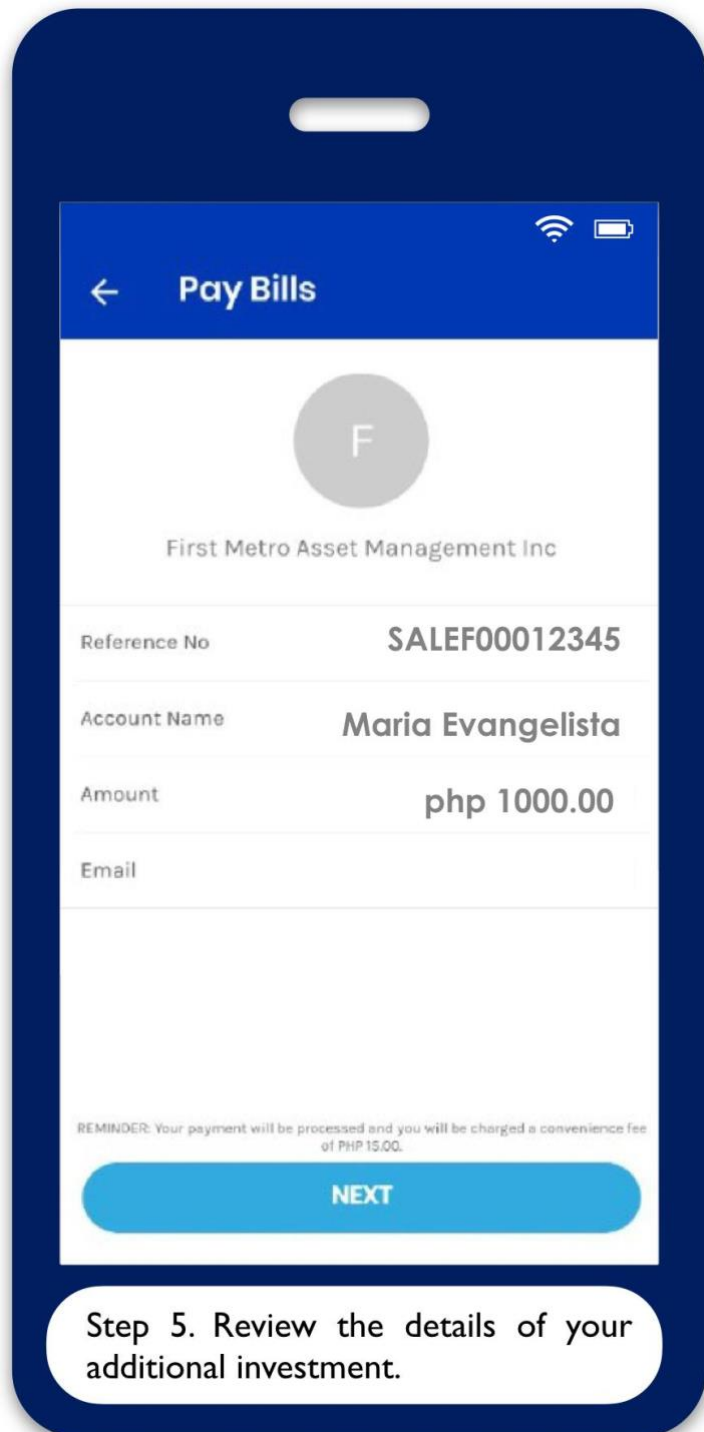 Pay Bills
F
First Metro Asset Management Inc
Reference No SALEF00012345
Account Name Maria Evangelista
Amount php 1000.00
Email
REMINDER: Your payment will be processed and you will be charged a convenience fee
of PHP 15.00.
NEXT
Step 5. Review the details of your
additional investment.